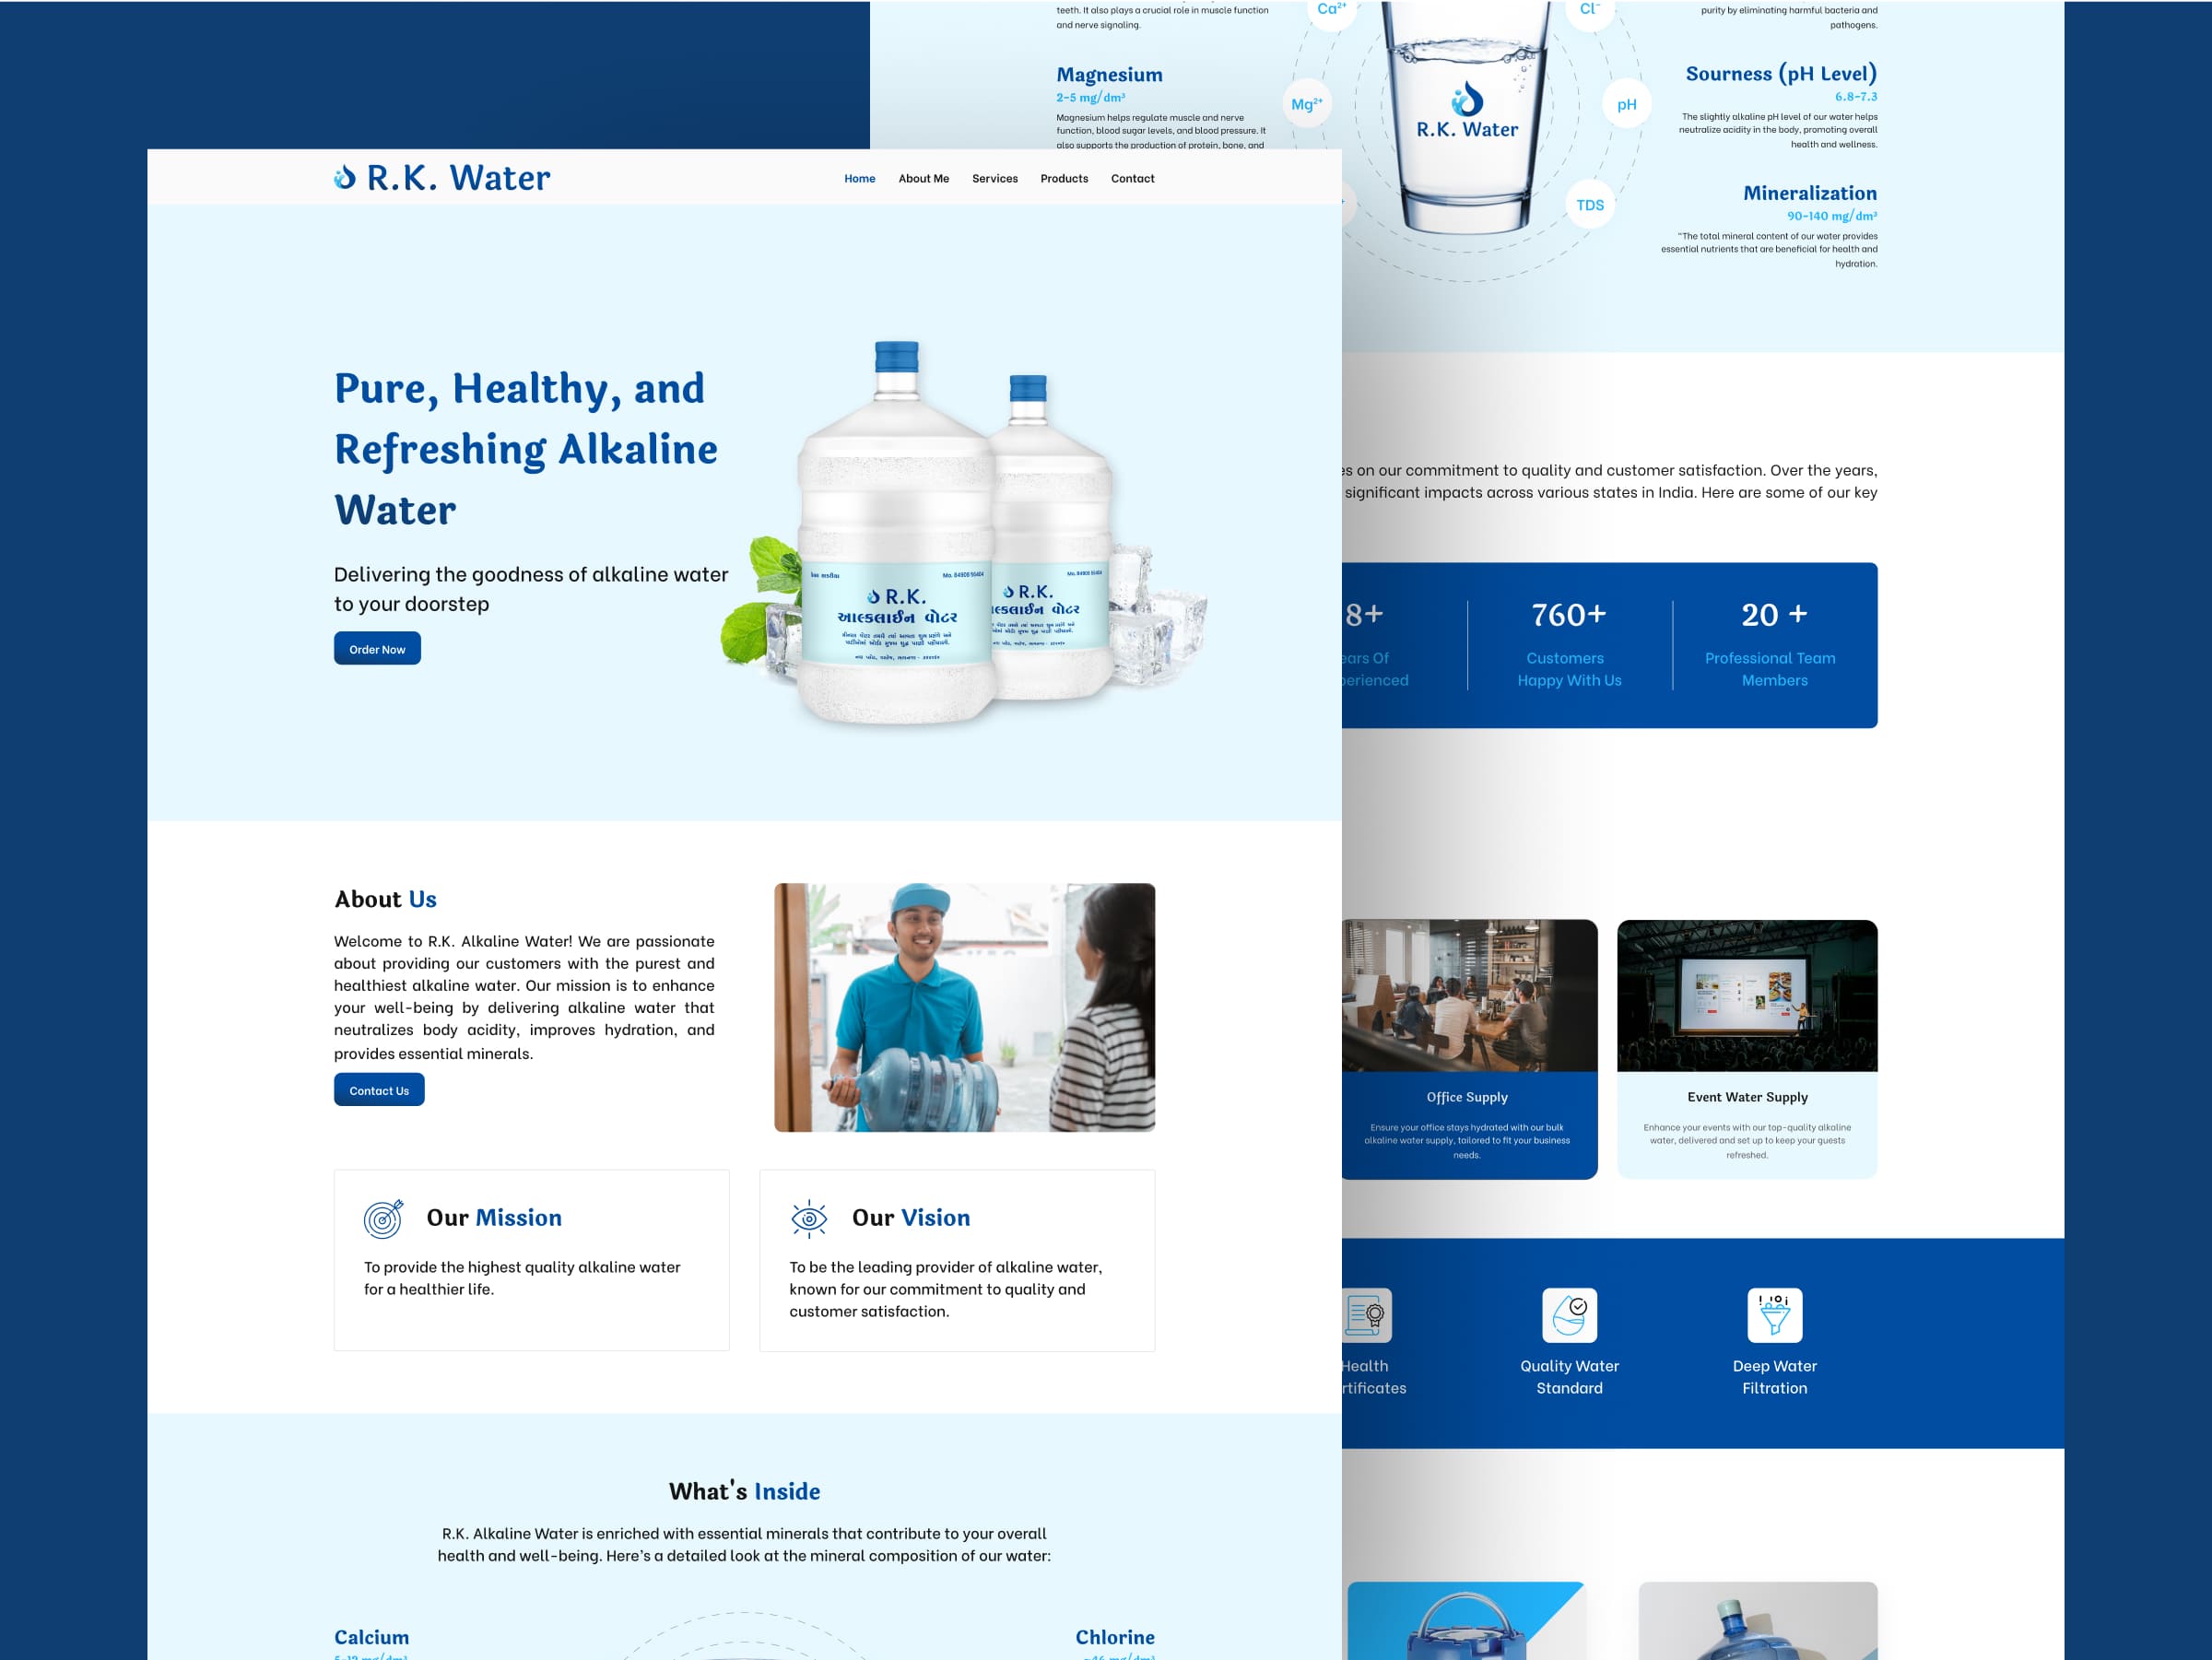 R.K. Water
Home
About Me
Services
Products
Contact
Pure, Healthy, and
Refreshing Alkaline
Water
Delivering the goodness of alkaline water
to your doorstep
Order Now
R.K.
આલ્કલાઈન વોટર
R.K.
વોટર
About Us
Welcome to R.K. Alkaline Water! We are passionate
about providing our customers with the purest and
healthiest alkaline water. Our mission is to enhance
your well-being by delivering alkaline water that
neutralizes body acidity, improves hydration, and
provides essential minerals.
Contact Us
Our Mission
To provide the highest quality alkaline water
for a healthier life.
Our Vision
To be the leading provider of alkaline water,
known for our commitment to quality and
customer satisfaction.
What's Inside
R.K. Alkaline Water is enriched with essential minerals that contribute to your overall
health and well-being. Here's a detailed look at the mineral composition of our water:
Calcium
Chlorine
teeth. It also plays a crucial role in muscle function
and nerve signaling.
Magnesium
2-5 mg/dm³
Magnesium helps regulate muscle and nerve
function, blood sugar levels, and blood pressure. It
also supports the production of protein, bone, and
Ca²⁺
Mg²⁺
R.K. Water
Cl⁻
pH
TDS
purity by eliminating harmful bacteria and
pathogens.
Sourness (pH Level)
6.8-7.3
The slightly alkaline pH level of our water helps
neutralize acidity in the body, promoting overall
health and wellness.
Mineralization
90-140 mg/dm³
"The total mineral content of our water provides
essential nutrients that are beneficial for health and
hydration.
on our commitment to quality and customer satisfaction. Over the years,
significant impacts across various states in India. Here are some of our key
8+
Of
760+
Customers
Happy With Us
20 +
Professional Team
Members
Office Supply
Ensure your office stays hydrated with our bulk
alkaline water supply, tailored to fit your business
needs.
Event Water Supply
Enhance your events with our top-quality alkaline
water, delivered and set up to keep your guests
refreshed.
Health
Quality Water
Standard
Deep Water
Filtration